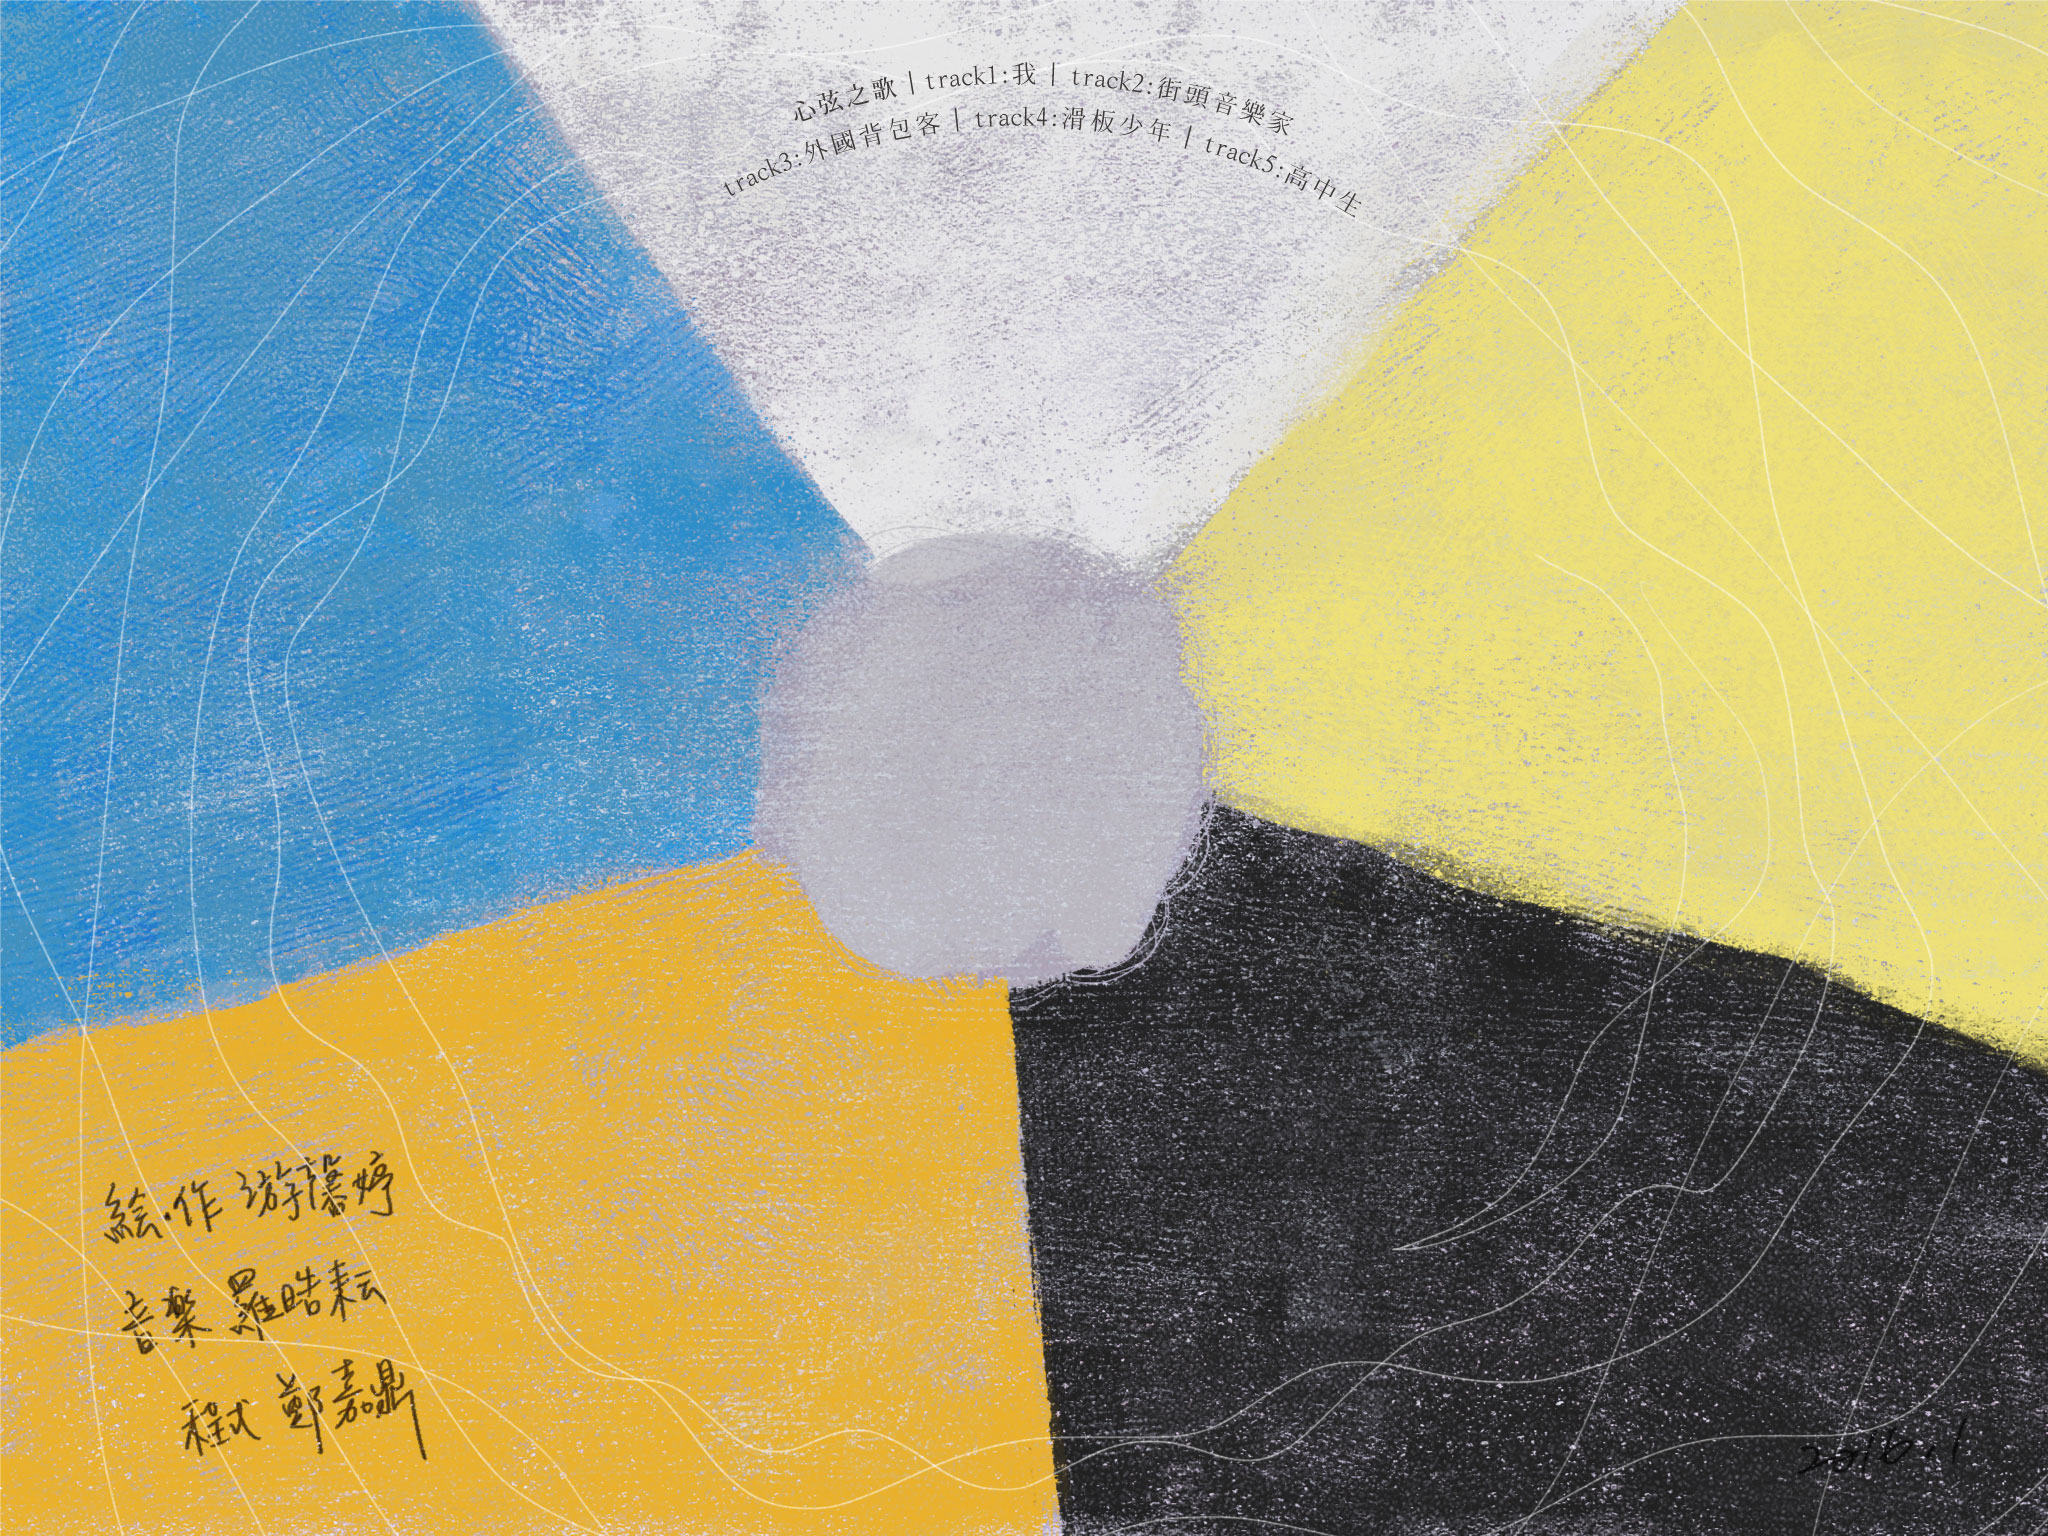 心弦之歌｜track1:我｜track2:街頭音樂家
track3:外國背包客｜track4:滑板少年｜track5:高中生
絵·作 游馨婷
音樂 羅晧耘
程式 鄭嘉鼎
2016.1